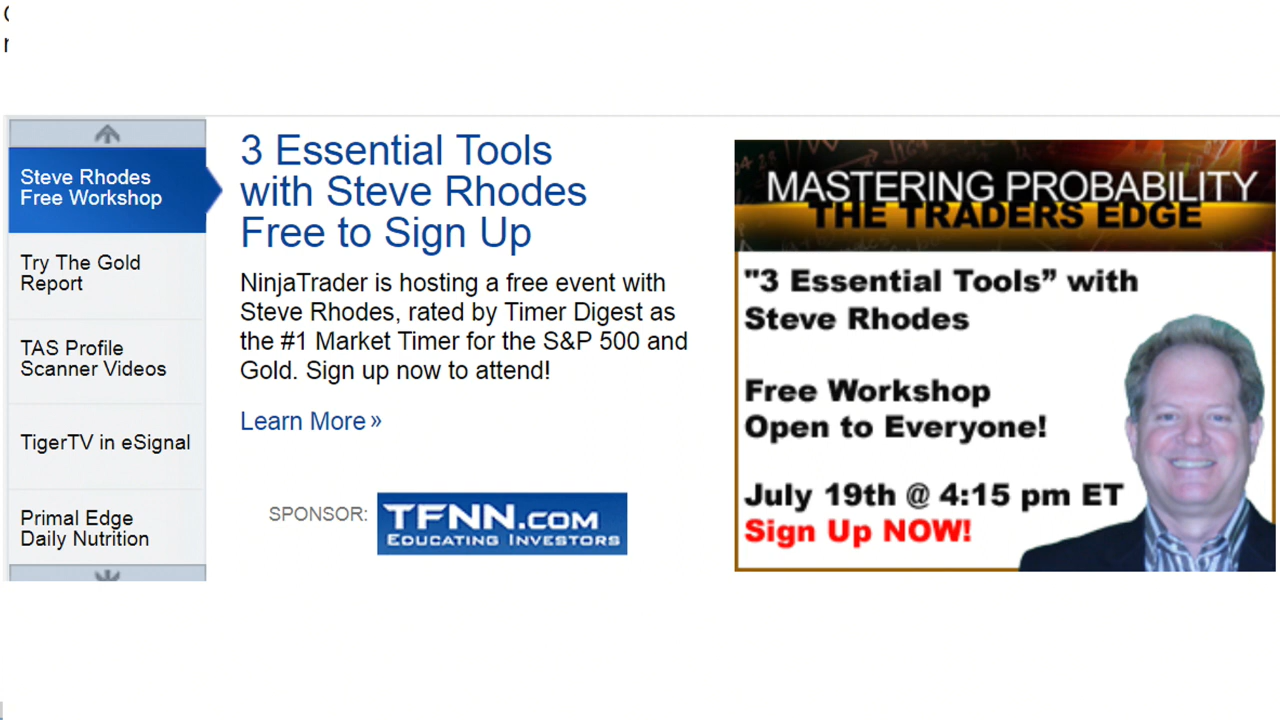 Steve Rhodes
Free Workshop
Try The Gold
Report
TAS Profile
Scanner Videos
TigerTV in eSignal
Primal Edge
Daily Nutrition
3 Essential Tools
with Steve Rhodes
Free to Sign Up
NinjaTrader is hosting a free event with
Steve Rhodes, rated by Timer Digest as
the #1 Market Timer for the S&P 500 and
Gold. Sign up now to attend!
Learn More »
SPONSOR:
TFNN.COM
EDUCATING INVESTORS
MASTERING PROBABILITY
THE TRADERS EDGE
"3 Essential Tools” with
Steve Rhodes
Free Workshop
Open to Everyone!
July 19th @ 4:15 pm ET
Sign Up NOW!